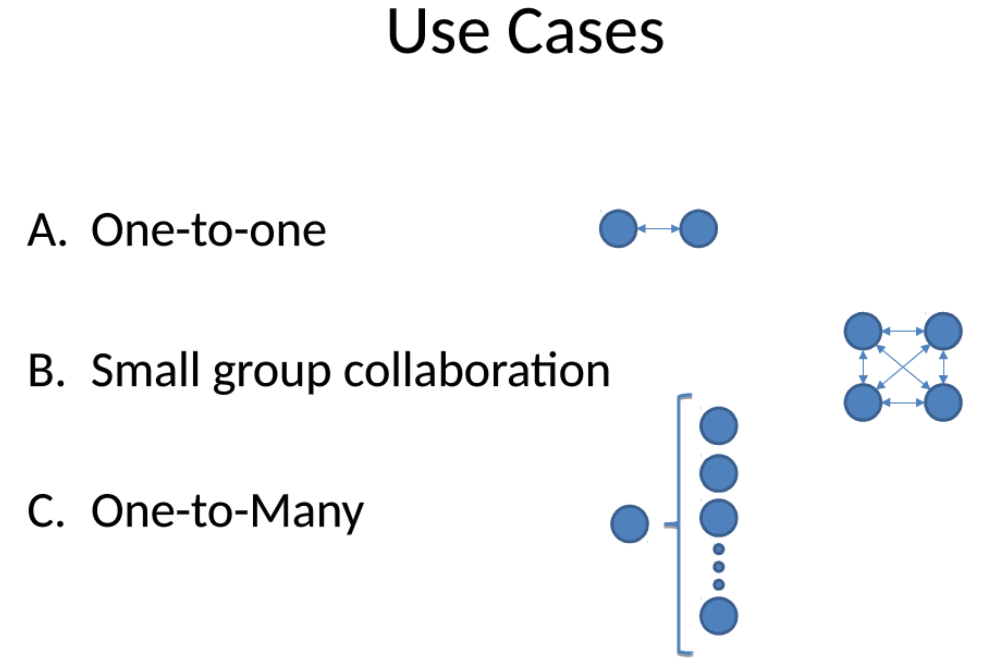 Use Cases
A. One-to-one
B. Small group collaboration
C. One-to-Many